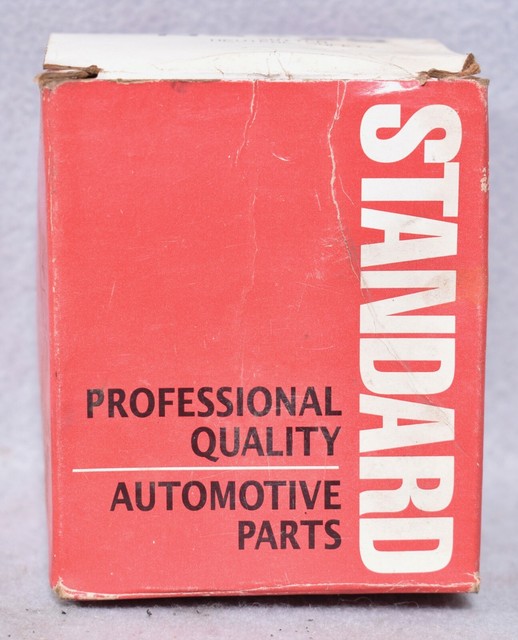 STANDARD
PROFESSIONAL
QUALITY
AUTOMOTIVE
PARTS